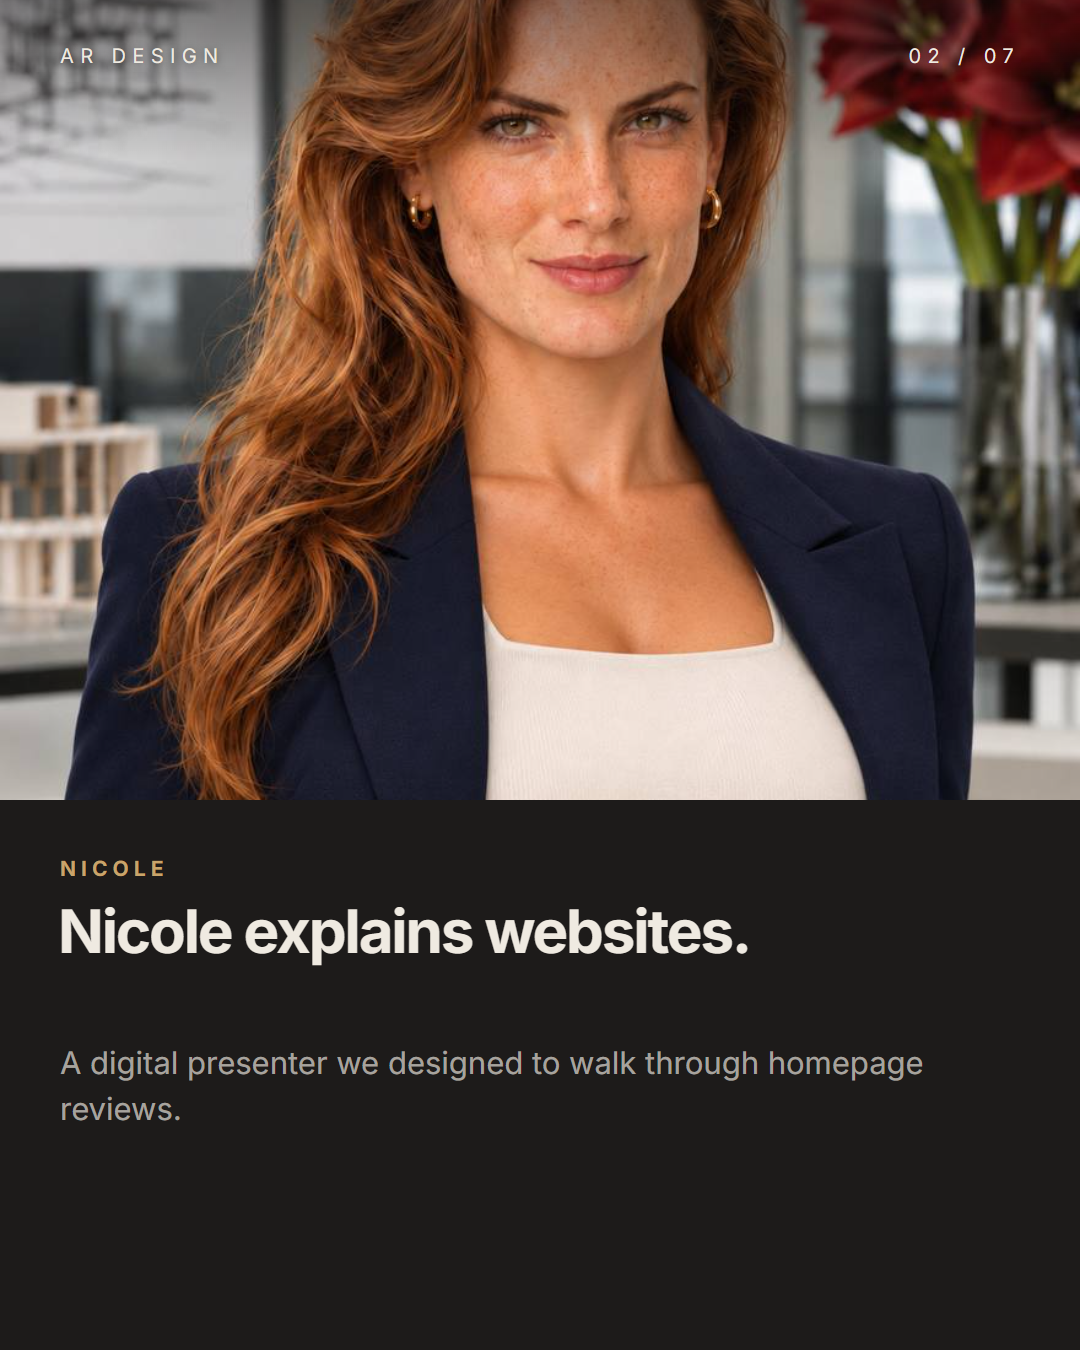 AR DESIGN
02 / 07
NICOLE
Nicole explains websites.
A digital presenter we designed to walk through homepage
reviews.